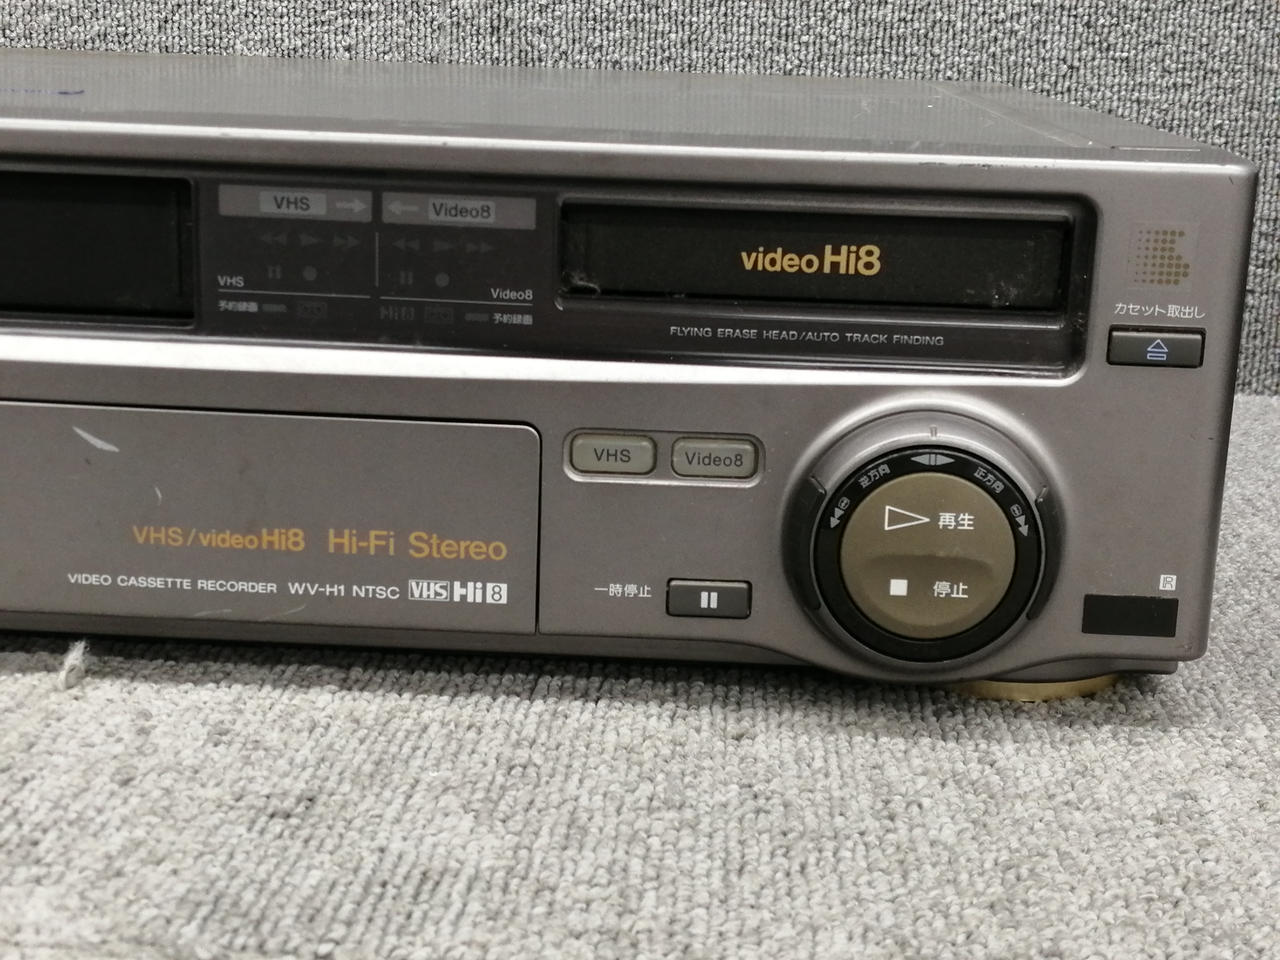 VHS
Video8
VHS
Video8
予約録画
予約録画
video Hi8
FLYING ERASE HEAD/AUTO TRACK FINDING
カセット取出し
VHS
Video8
逆方向
正方向
再生
停止
一時停止
VHS/video Hi8 Hi-Fi Stereo
VIDEO CASSETTE RECORDER WV-H1 NTSC VHS Hi8